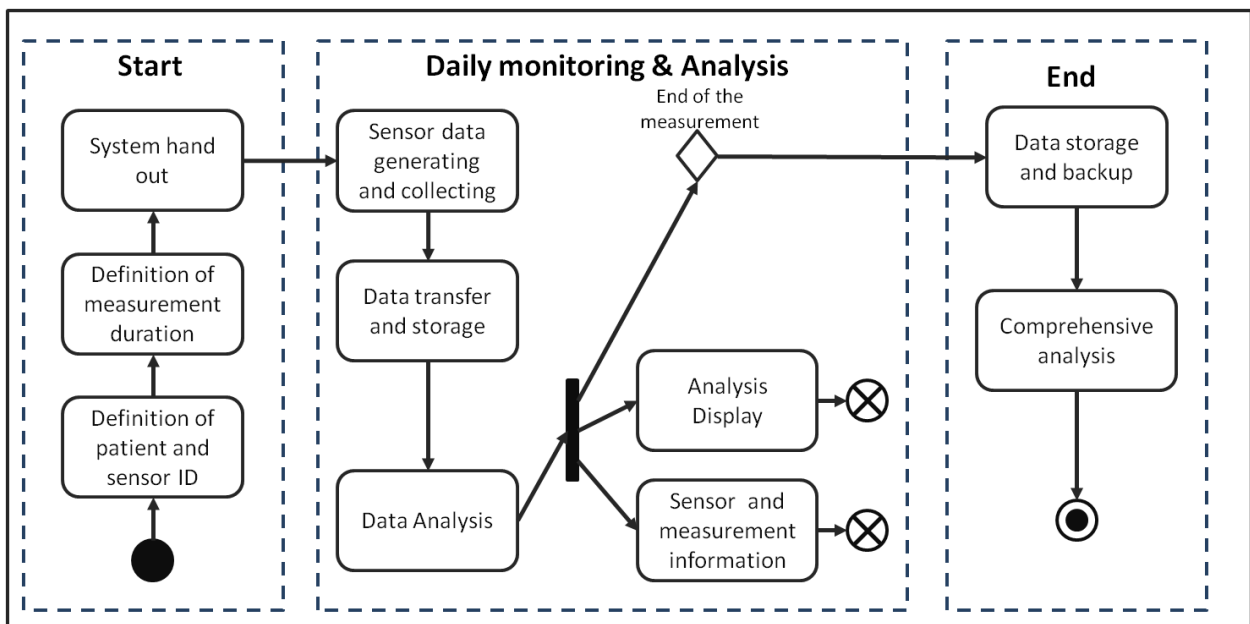 Start
System hand
out
Definition of
measurement
duration
Definition of
patient and
sensor ID
Daily monitoring & Analysis
Sensor data
generating
and collecting
Data transfer
and storage
Data Analysis
End of the
measurement
Analysis
Display
Sensor and
measurement
information
End
Data storage
and backup
Comprehensive
analysis